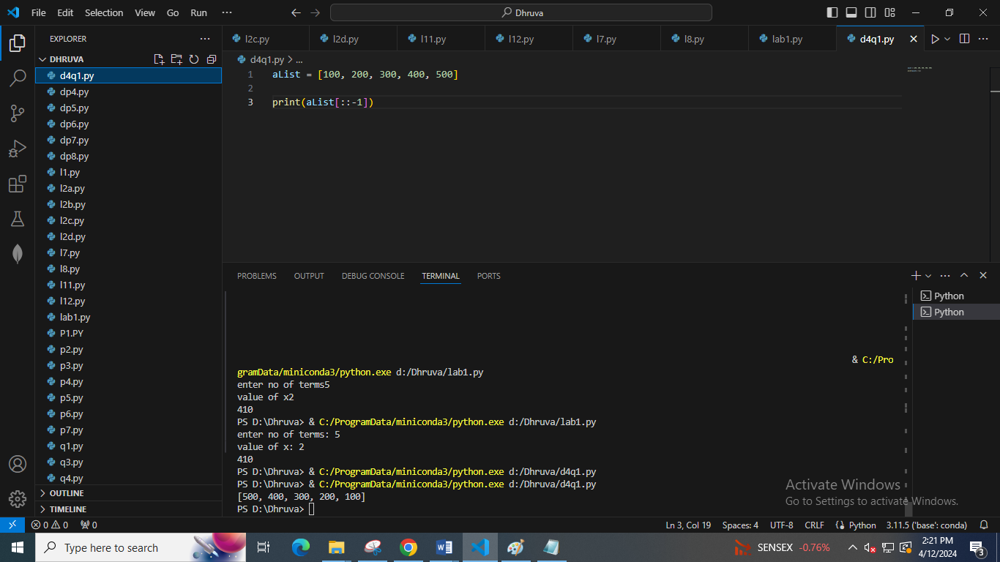 File Edit Selection View Go Run ··· Dhruva
EXPLORER ···
DHRUVA
d4q1.py
dp4.py
dp5.py
dp6.py
dp7.py
dp8.py
l1.py
l2a.py
l2b.py
l2c.py
l2d.py
l7.py
l8.py
l11.py
l12.py
lab1.py
P1.PY
p2.py
p3.py
p4.py
p5.py
p6.py
p7.py
q1.py
q3.py
q4.py
OUTLINE
TIMELINE
l2c.py l2d.py l11.py l12.py l7.py l8.py lab1.py d4q1.py
d4q1.py > ...
1 aList = [100, 200, 300, 400, 500]
2
3 print(aList[::-1])
PROBLEMS OUTPUT DEBUG CONSOLE TERMINAL PORTS
Python
Python
& C:/Pro
gramData/miniconda3/python.exe d:/Dhruva/lab1.py
enter no of terms5
value of x2
410
PS D:\Dhruva> & C:/ProgramData/miniconda3/python.exe d:/Dhruva/lab1.py
enter no of terms: 5
value of x: 2
410
PS D:\Dhruva> & C:/ProgramData/miniconda3/python.exe d:/Dhruva/d4q1.py
PS D:\Dhruva> & C:/ProgramData/miniconda3/python.exe d:/Dhruva/d4q1.py
[500, 400, 300, 200, 100]
PS D:\Dhruva>
Activate Windows
Go to Settings to activate Windows.
0 0 0 Ln 3, Col 19 Spaces: 4 UTF-8 CRLF Python 3.11.5 ('base': conda)
Type here to search SENSEX -0.76% 2:21 PM
4/12/2024 3